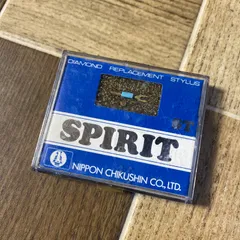 DIAMOND REPLACEMENT STYLUS
SPIRIT
NIPPON CHIKUSHIN CO., LTD.